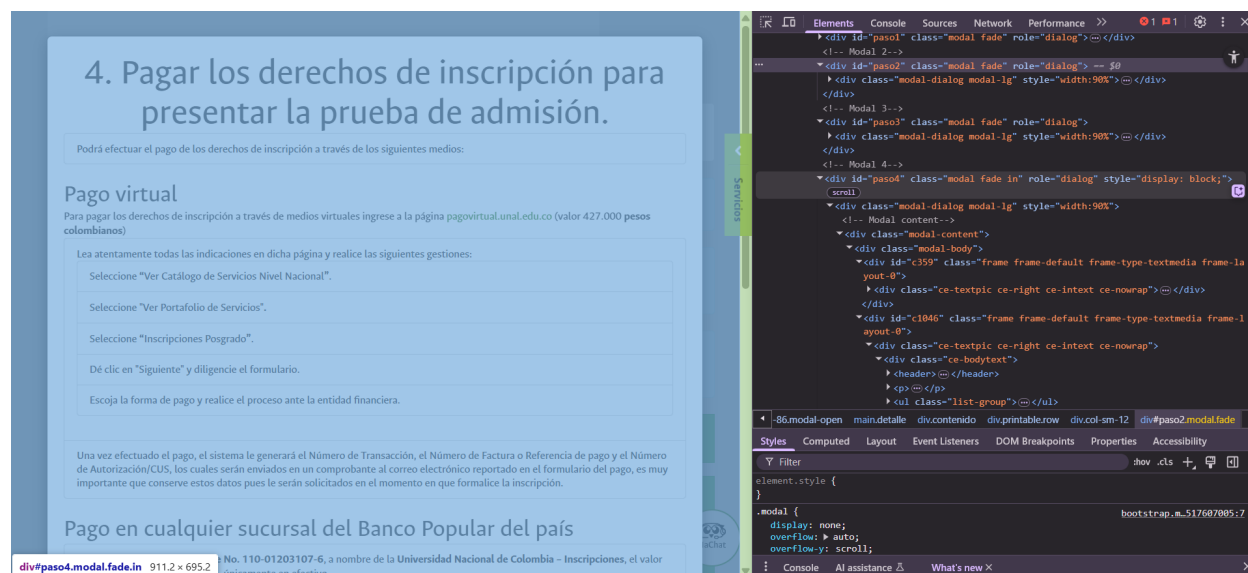 4. Pagar los derechos de inscripción para
presentar la prueba de admisión.
Podrá efectuar el pago de los derechos de inscripción a través de los siguientes medios:
Pago virtual
Para pagar los derechos de inscripción a través de medios virtuales ingrese a la página pagovirtual.unal.edu.co (valor 427.000 pesos
colombianos)
Lea atentamente todas las indicaciones en dicha página y realice las siguientes gestiones:
Seleccione “Ver Catálogo de Servicios Nivel Nacional”.
Seleccione "Ver Portafolio de Servicios".
Seleccione “Inscripciones Posgrado”.
Dé clic en "Siguiente" y diligencie el formulario.
Escoja la forma de pago y realice el proceso ante la entidad financiera.
Una vez efectuado el pago, el sistema le generará el Número de Transacción, el Número de Factura o Referencia de pago y el Número
de Autorización/CUS, los cuales serán enviados en un comprobante al correo electrónico reportado en el formulario del pago, es muy
importante que conserve estos datos pues le serán solicitados en el momento en que formalice la inscripción.
Pago en cualquier sucursal del Banco Popular del país
No. 110-01203107-6, a nombre de la Universidad Nacional de Colombia – Inscripciones, el valor
div#paso4.modal.fade.in 911.2 × 695.2
Servicios
Chat
Elements Console Sources Network Performance 1 1
<div id="paso1" class="modal fade" role="dialog"> </div>
<!-- Modal 2-->
<div id="paso2" class="modal fade" role="dialog"> == $0
<div class="modal-dialog modal-lg" style="width:90%"> </div>
</div>
<!-- Modal 3-->
<div id="paso3" class="modal fade" role="dialog">
<div class="modal-dialog modal-lg" style="width:90%"> </div>
</div>
<!-- Modal 4-->
<div id="paso4" class="modal fade in" role="dialog" style="display: block;">
scroll
<div class="modal-dialog modal-lg" style="width:90%">
<!-- Modal content-->
<div class="modal-content">
<div class="modal-body">
<div id="c359" class="frame frame-default frame-type-textmedia frame-la
yout-0">
<div class="ce-textpic ce-right ce-intext ce-nowrap"> </div>
</div>
<div id="c1046" class="frame frame-default frame-type-textmedia frame-l
ayout-0">
<div class="ce-textpic ce-right ce-intext ce-nowrap">
<div class="ce-bodytext">
<header> </header>
<p> </p>
<ul class="list-group"> </ul>
-86.modal-open main.detalle div.contenido div.printable.row div.col-sm-12 div#paso2.modal.fade
Styles Computed Layout Event Listeners DOM Breakpoints Properties Accessibility
Filter :hov .cls
element.style {
}
.modal { bootstrap.m…517607005:7
display: none;
overflow: auto;
overflow-y: scroll;
Console AI assistance What's new